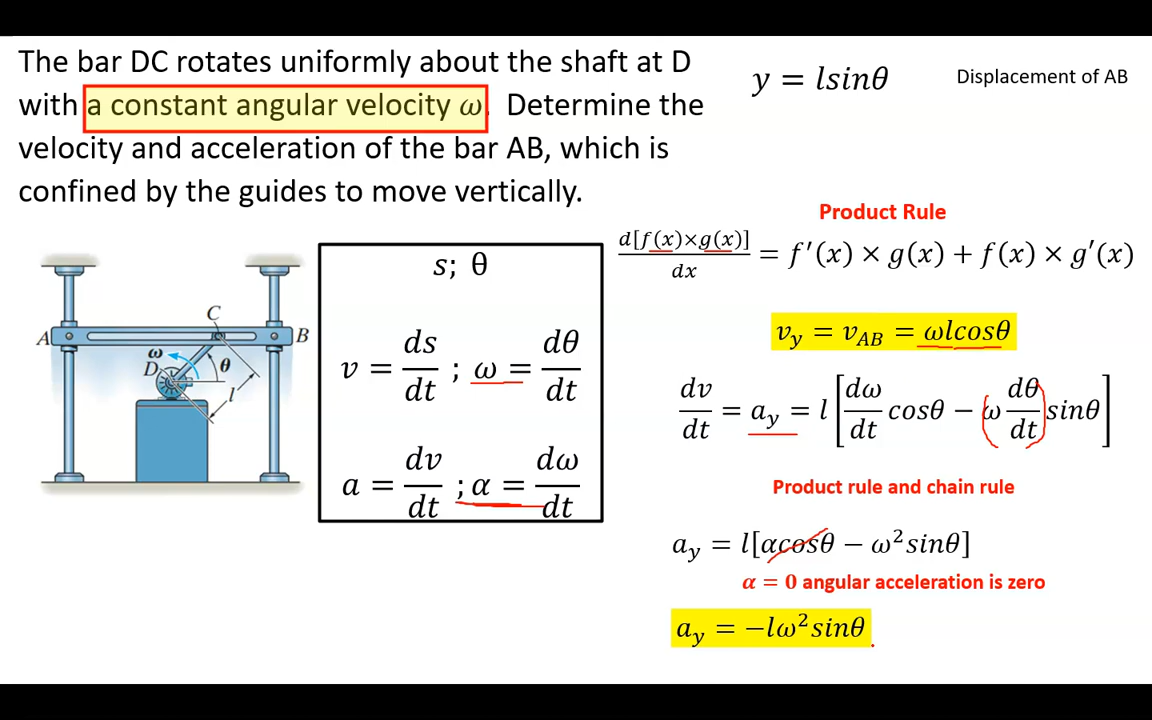 The bar DC rotates uniformly about the shaft at D
with a constant angular velocity ω. Determine the
velocity and acceleration of the bar AB, which is
confined by the guides to move vertically.
y = lsinθ
Displacement of AB
Product Rule
d[f(x)×g(x)]/dx = f'(x) × g(x) + f(x) × g'(x)
A
B
C
D
ω
θ
l
s; θ
v = ds/dt ; ω = dθ/dt
a = dv/dt ; α = dω/dt
v_y = v_AB = ωlcosθ
dv/dt = a_y = l[dω/dt cosθ − ω dθ/dt sinθ]
Product rule and chain rule
a_y = l[αcosθ − ω²sinθ]
α = 0 angular acceleration is zero
a_y = −lω²sinθ